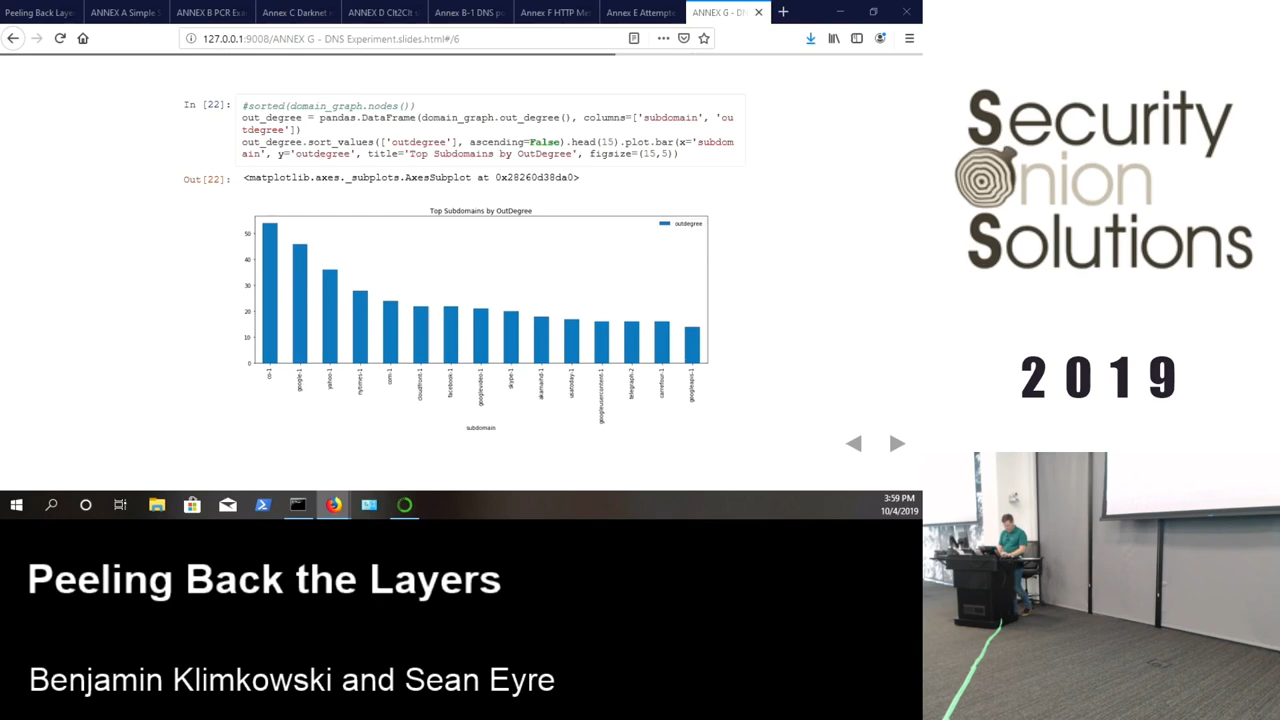 Peeling Back Layer
ANNEX A Simple S
ANNEX B PCR Exa
Annex C Darknet
ANNEX D Clt2Clt s
Annex B-1 DNS po
Annex F HTTP Me
Annex E Attempte
ANNEX G - DN
127.0.0.1:9008/ANNEX G - DNS Experiment.slides.html#/6
In [22]:
#sorted(domain_graph.nodes())
out_degree = pandas.DataFrame(domain_graph.out_degree(), columns=['subdomain', 'ou
tdegree'])
out_degree.sort_values(['outdegree'], ascending=False).head(15).plot.bar(x='subdom
ain', y='outdegree', title='Top Subdomains by OutDegree', figsize=(15,5))
Out[22]:
<matplotlib.axes._subplots.AxesSubplot at 0x28260d38da0>
Top Subdomains by OutDegree
outdegree
50
40
30
20
10
0
co-1
google-1
yahoo-1
nytimes-1
com-1
cloudfront-1
facebook-1
googlevideo-1
skype-1
akamaihd-1
usatoday-1
googleusercontent-1
telegraph-2
carrefour-1
googleapis-1
subdomain
3:59 PM
10/4/2019
Security
Onion
Solutions
2019
Peeling Back the Layers
Benjamin Klimkowski and Sean Eyre